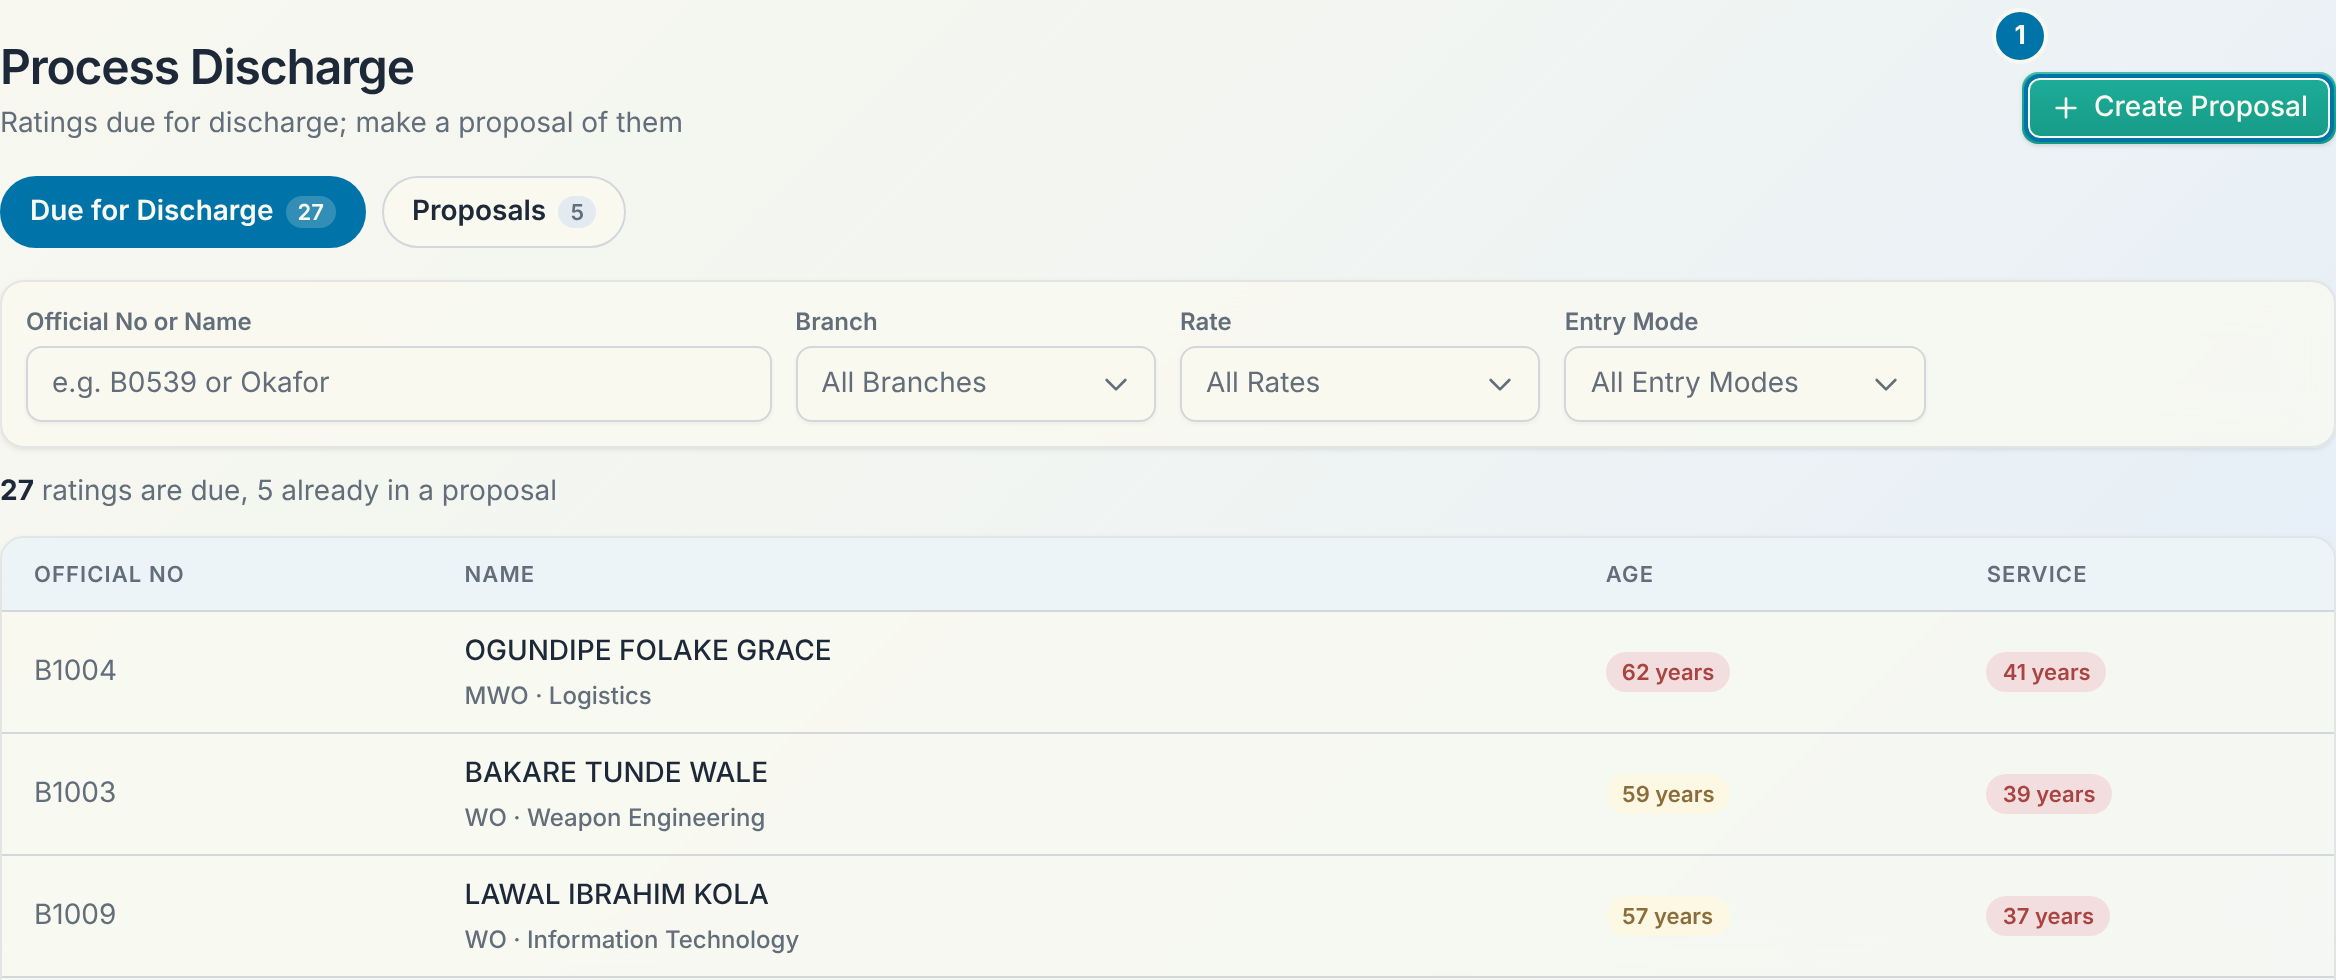 1
Process Discharge
Ratings due for discharge; make a proposal of them
+ Create Proposal
Due for Discharge 27 Proposals 5
Official No or Name Branch Rate Entry Mode
e.g. B0539 or Okafor All Branches All Rates All Entry Modes
27 ratings are due, 5 already in a proposal
OFFICIAL NO NAME AGE SERVICE
B1004 OGUNDIPE FOLAKE GRACE 62 years 41 years
MWO · Logistics
B1003 BAKARE TUNDE WALE 59 years 39 years
WO · Weapon Engineering
B1009 LAWAL IBRAHIM KOLA 57 years 37 years
WO · Information Technology